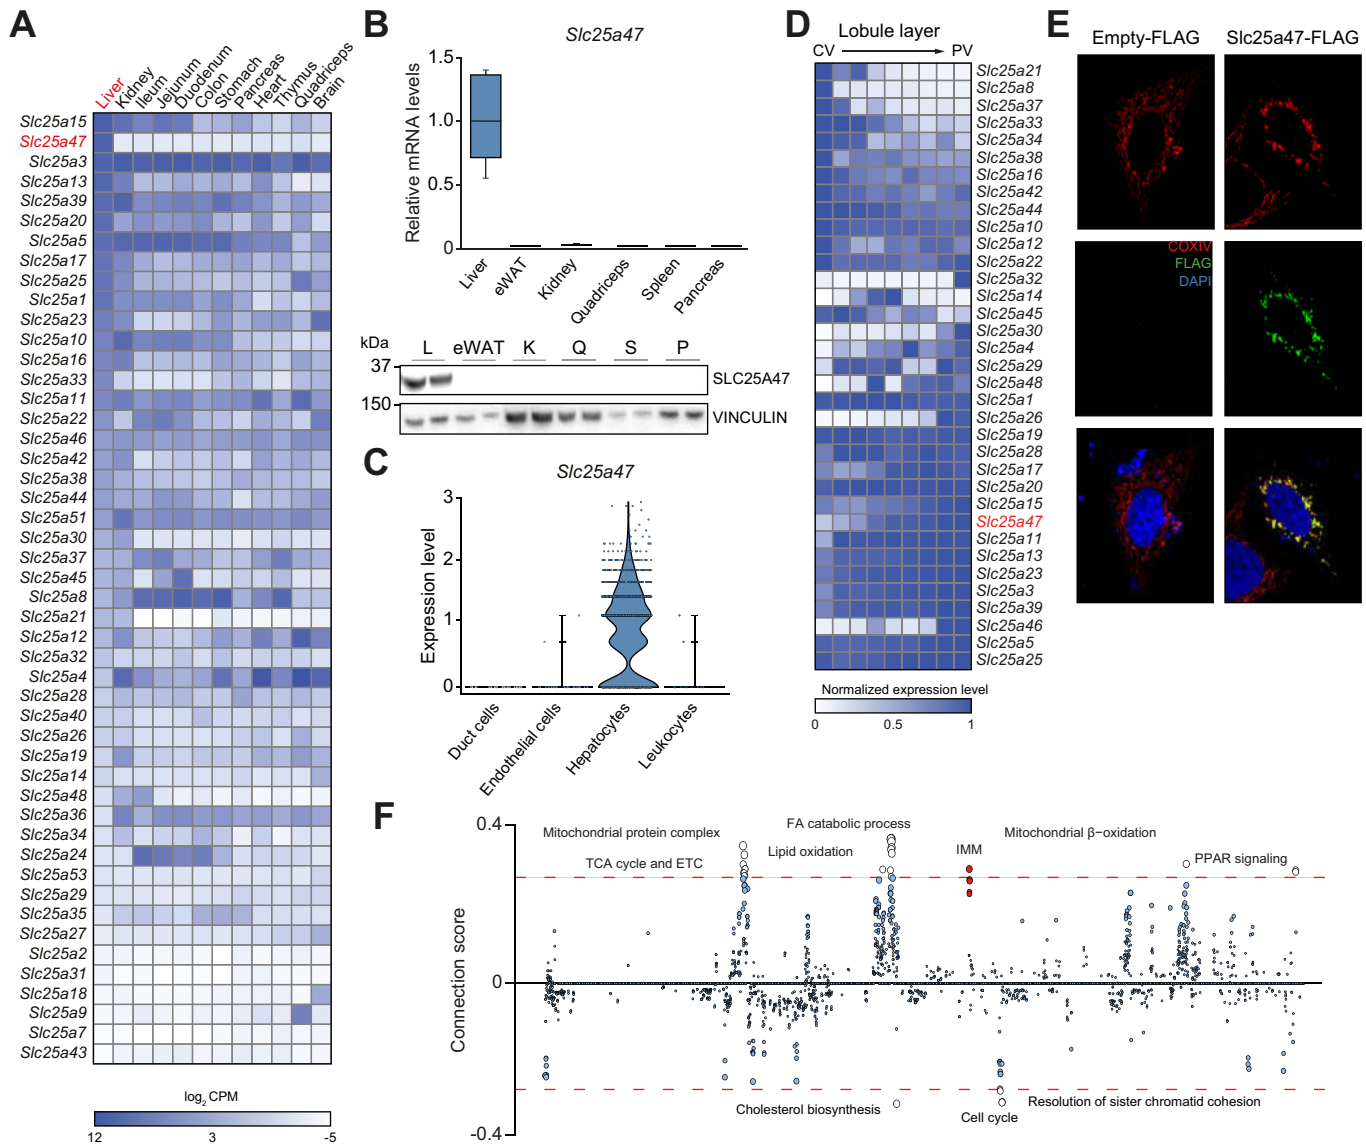 A
Liver
Kidney
Ileum
Jejunum
Duodenum
Colon
Stomach
Pancreas
Heart
Thymus
Quadriceps
Brain
Slc25a15
Slc25a47
Slc25a3
Slc25a13
Slc25a39
Slc25a20
Slc25a5
Slc25a17
Slc25a25
Slc25a1
Slc25a23
Slc25a10
Slc25a16
Slc25a33
Slc25a11
Slc25a22
Slc25a46
Slc25a42
Slc25a38
Slc25a44
Slc25a51
Slc25a30
Slc25a37
Slc25a45
Slc25a8
Slc25a21
Slc25a12
Slc25a32
Slc25a4
Slc25a28
Slc25a40
Slc25a26
Slc25a19
Slc25a14
Slc25a48
Slc25a36
Slc25a34
Slc25a24
Slc25a53
Slc25a29
Slc25a35
Slc25a27
Slc25a2
Slc25a31
Slc25a18
Slc25a9
Slc25a7
Slc25a43
log2 CPM
12 3 -5
B
Slc25a47
Relative mRNA levels
1.5
1.0
0.5
0
Liver
eWAT
Kidney
Quadriceps
Spleen
Pancreas
kDa L eWAT K Q S P
37 SLC25A47
150 VINCULIN
C
Slc25a47
Expression level
3
2
1
0
Duct cells
Endothelial cells
Hepatocytes
Leukocytes
D
Lobule layer
CV PV
Slc25a21
Slc25a8
Slc25a37
Slc25a33
Slc25a34
Slc25a38
Slc25a16
Slc25a42
Slc25a44
Slc25a10
Slc25a12
Slc25a22
Slc25a32
Slc25a14
Slc25a45
Slc25a30
Slc25a4
Slc25a29
Slc25a48
Slc25a1
Slc25a26
Slc25a19
Slc25a28
Slc25a17
Slc25a20
Slc25a15
Slc25a47
Slc25a11
Slc25a13
Slc25a23
Slc25a3
Slc25a39
Slc25a46
Slc25a5
Slc25a25
Normalized expression level
0 0.5 1
E
Empty-FLAG Slc25a47-FLAG
COXIV
FLAG
DAPI
F
Connection score
0.4
0
-0.4
Mitochondrial protein complex
TCA cycle and ETC
FA catabolic process
Lipid oxidation
IMM
Mitochondrial β−oxidation
PPAR signaling
Cholesterol biosynthesis
Cell cycle
Resolution of sister chromatid cohesion